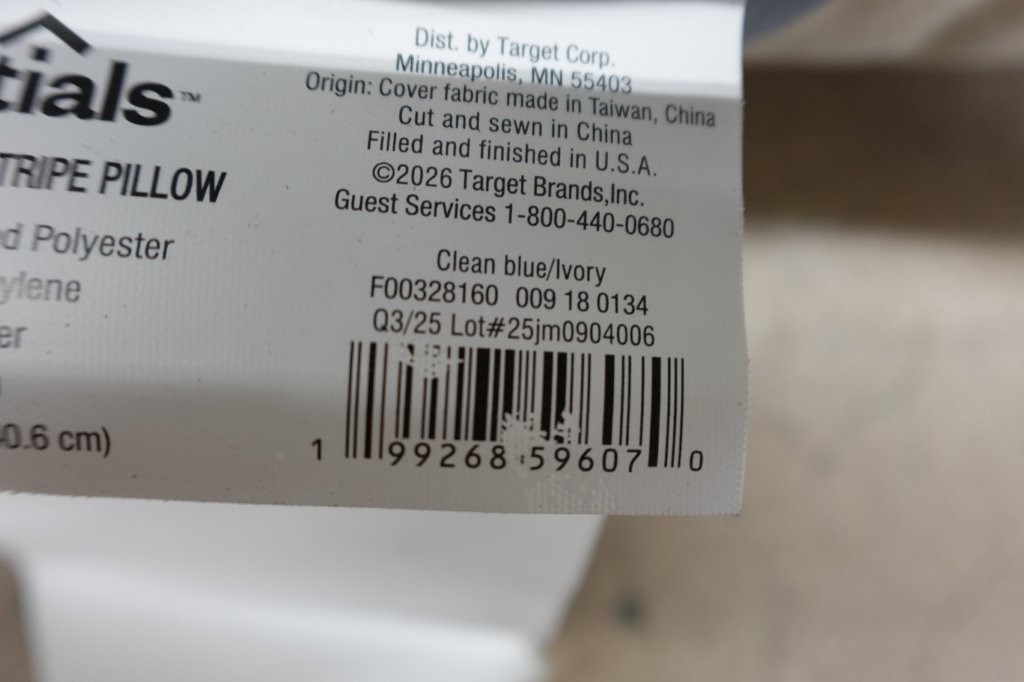 tials™
TRIPE PILLOW
ed Polyester
ylene
er
0.6 cm)
Dist. by Target Corp.
Minneapolis, MN 55403
Origin: Cover fabric made in Taiwan, China
Cut and sewn in China
Filled and finished in U.S.A.
©2026 Target Brands,Inc.
Guest Services 1-800-440-0680
Clean blue/Ivory
F00328160 009 18 0134
Q3/25 Lot#25jm0904006
1 99268 59607 0